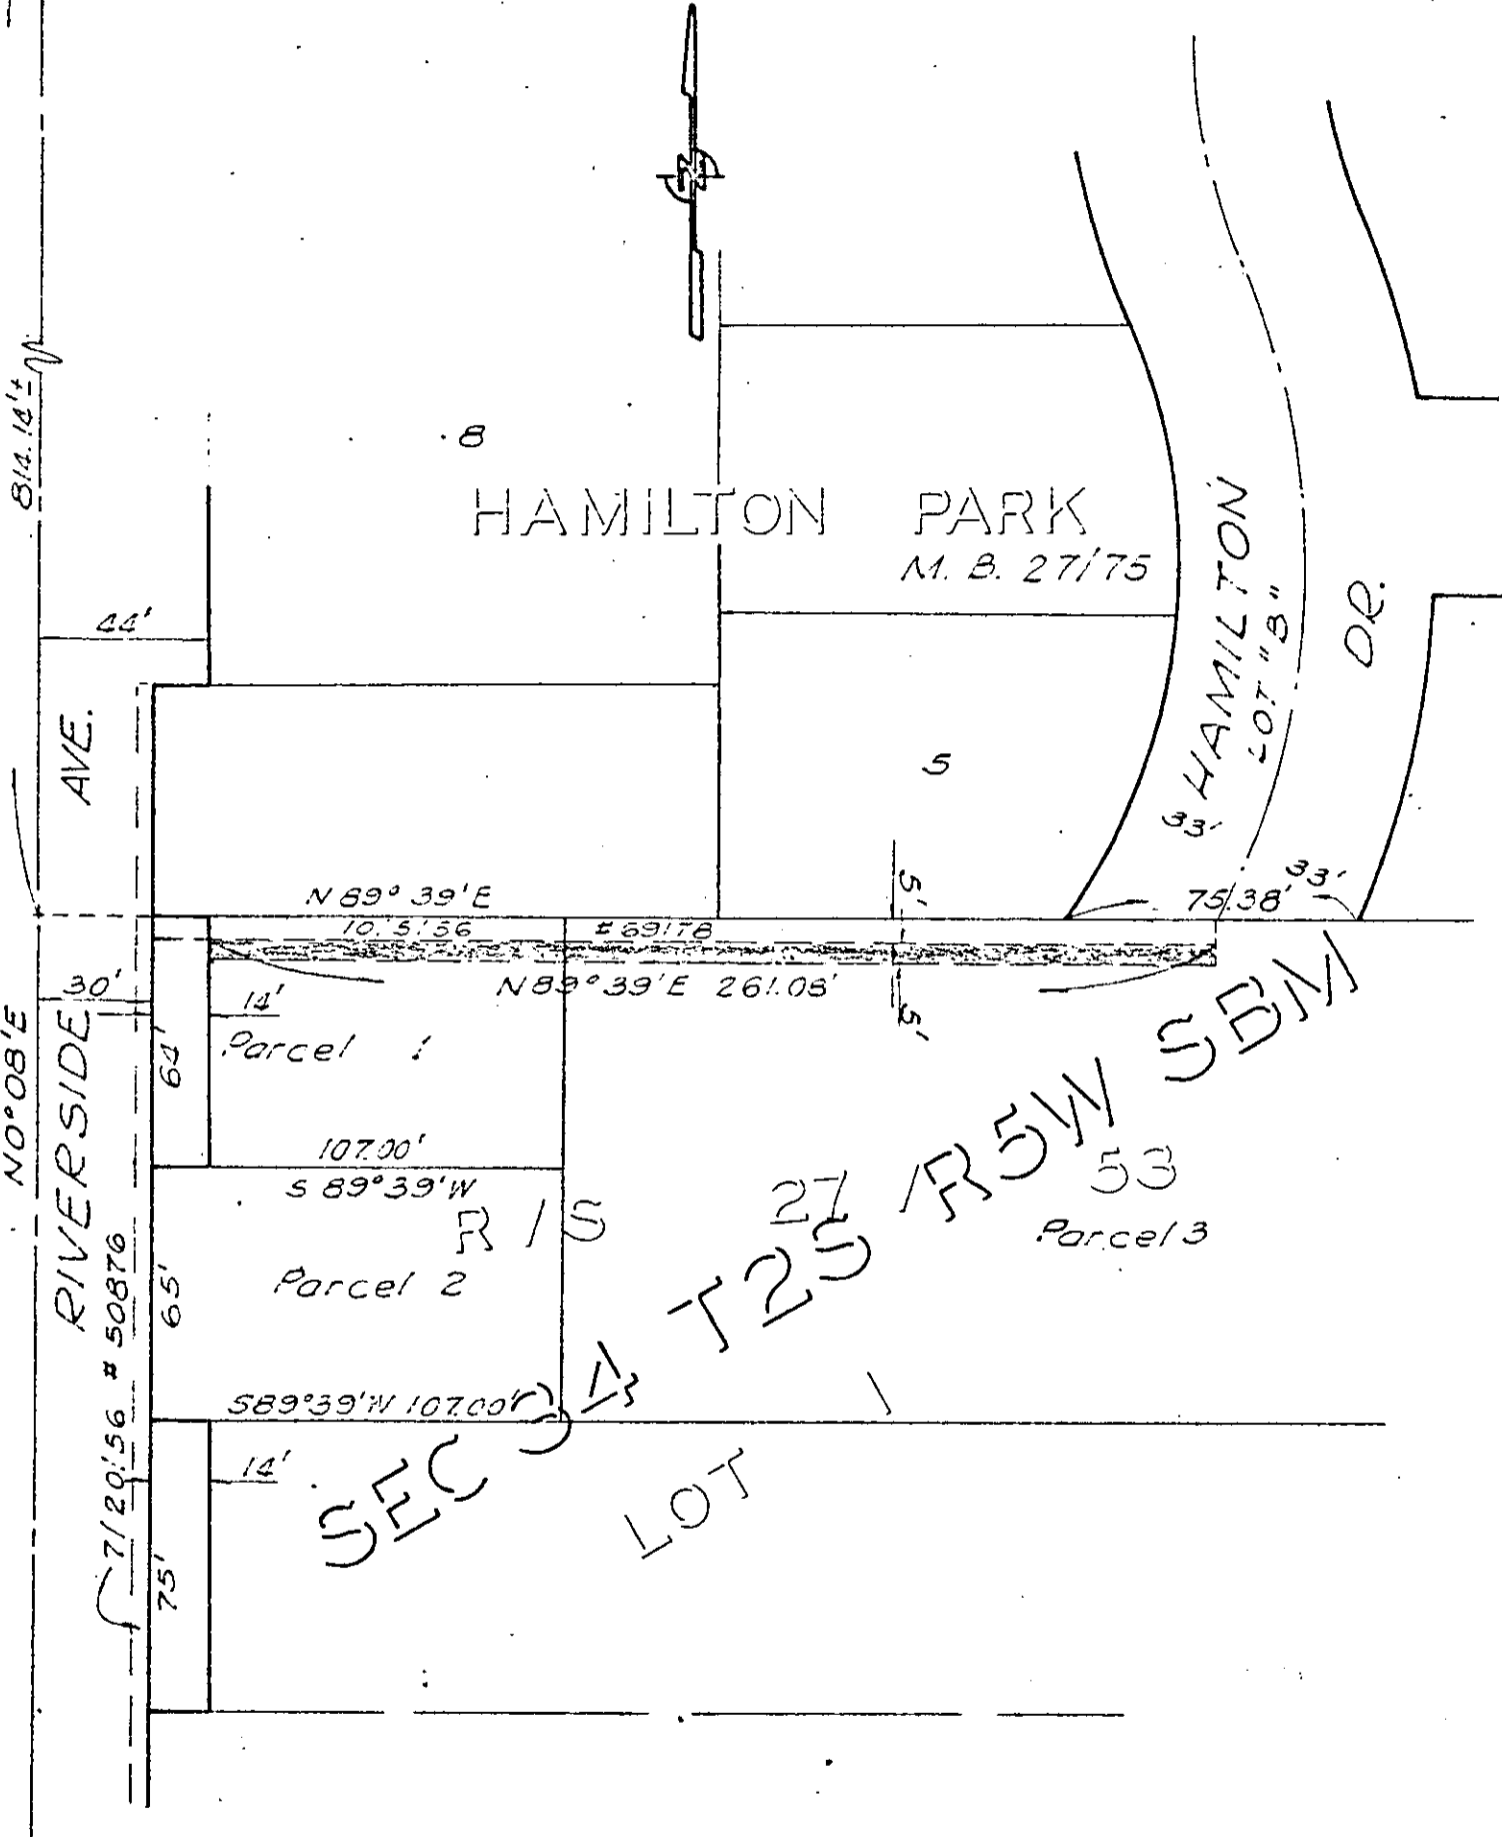 814.14'±
8
HAMILTON PARK
M. B. 27/75
44'
HAMILTON DR.
LOT "B"
AVE.
5
33'
33'
75.38'
N 89° 39' E
10/5/56 #69178
5'
N 89° 39' E 261.08'
5'
30'
14'
N 0° 08' E
RIVERSIDE
64'
Parcel 1
SEC 34 T2S R5W SBM
107.00'
S 89° 39' W
R / S 27 / 53
Parcel 3
Parcel 2
65'
7/20/56 # 50876
S89°39'W 107.00'
14'
LOT 1
75'